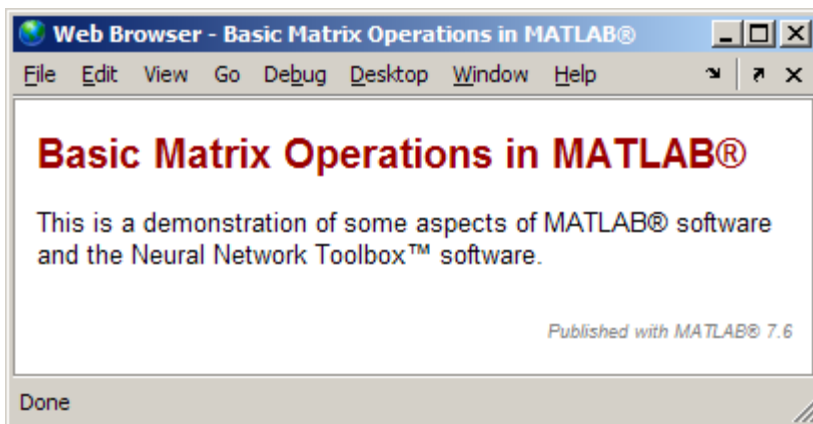 Web Browser - Basic Matrix Operations in MATLAB®
File Edit View Go Debug Desktop Window Help
Basic Matrix Operations in MATLAB®
This is a demonstration of some aspects of MATLAB® software
and the Neural Network Toolbox™ software.
Published with MATLAB® 7.6
Done